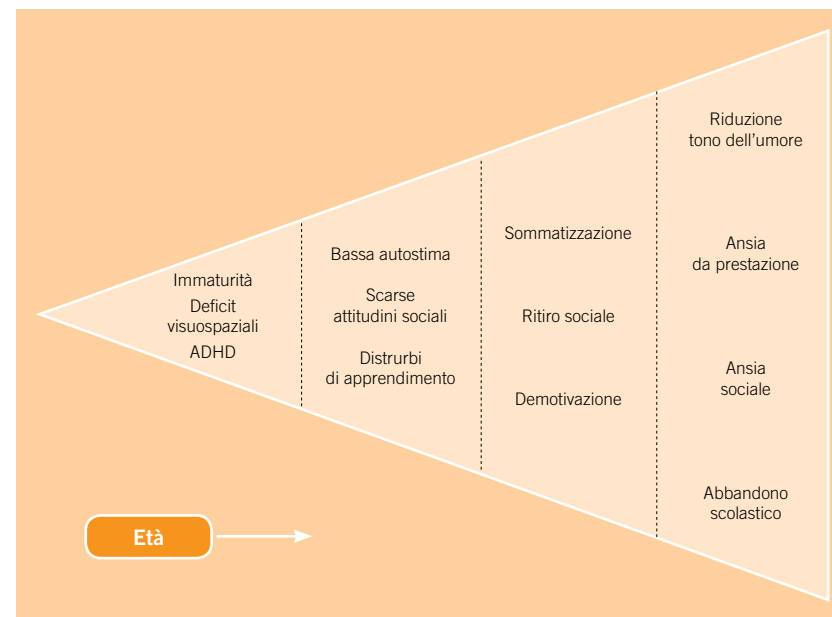 Immaturità
Deficit
visuospaziali
ADHD
Bassa autostima
Scarse
attitudini sociali
Distrurbi
di apprendimento
Sommatizzazione
Ritiro sociale
Demotivazione
Riduzione
tono dell'umore
Ansia
da prestazione
Ansia
sociale
Abbandono
scolastico
Età